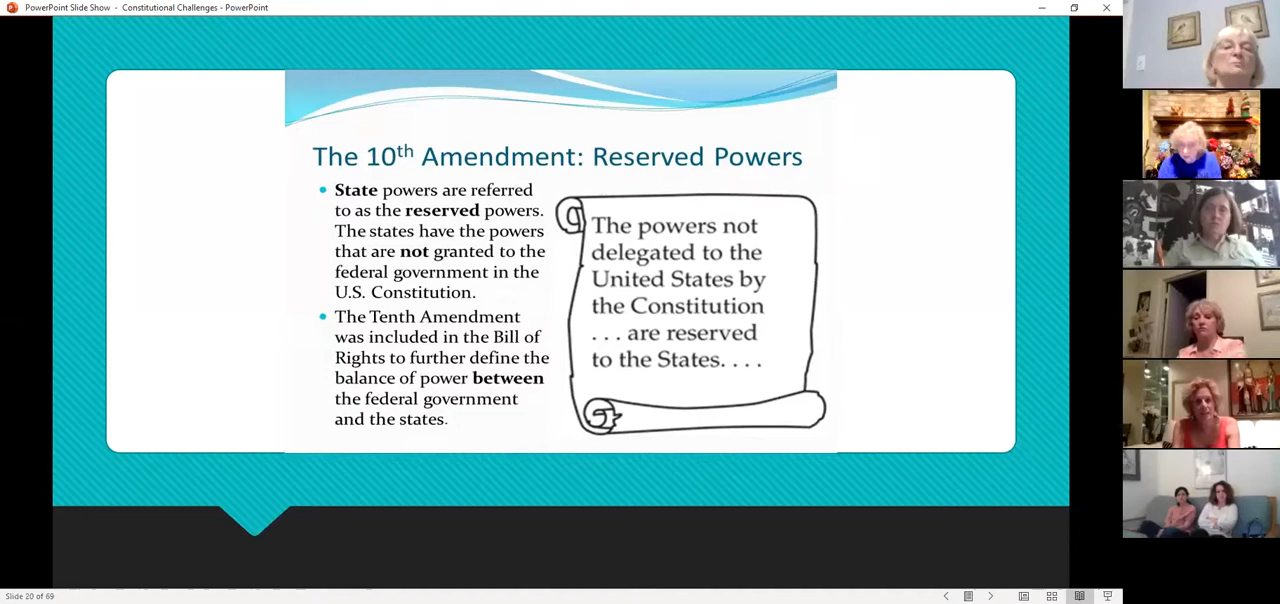 PowerPoint Slide Show - Constitutional Challenges - PowerPoint
The 10th Amendment: Reserved Powers
• State powers are referred
to as the reserved powers.
The states have the powers
that are not granted to the
federal government in the
U.S. Constitution.
• The Tenth Amendment
was included in the Bill of
Rights to further define the
balance of power between
the federal government
and the states.
The powers not
delegated to the
United States by
the Constitution
. . . are reserved
to the States. . . .
Slide 20 of 69